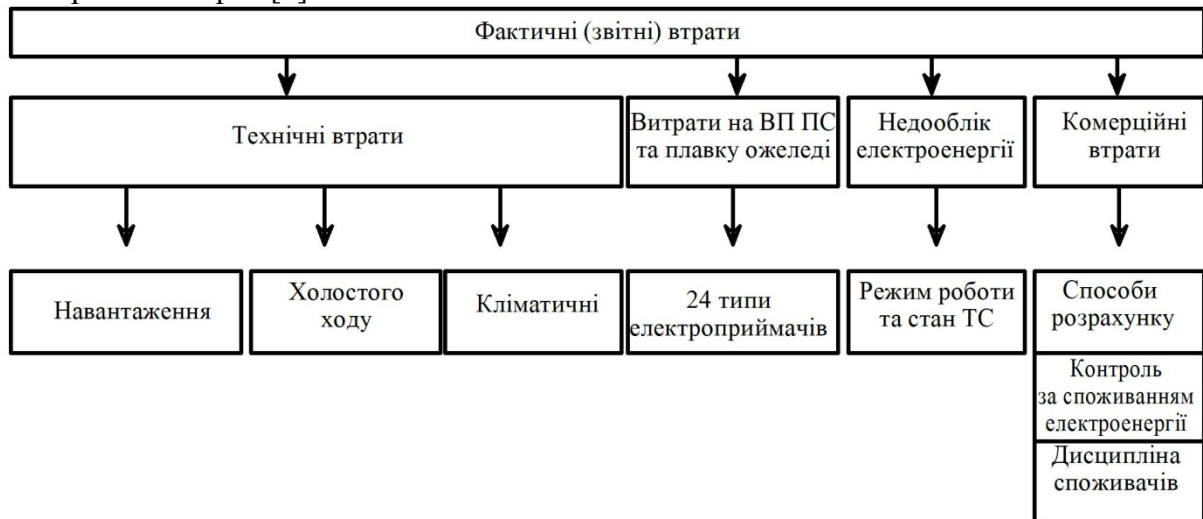 Фактичні (звітні) втрати
Технічні втрати
Витрати на ВП ПС
та плавку ожеледі
Недооблік
електроенергії
Комерційні
втрати
Навантаження
Холостого
ходу
Кліматичні
24 типи
електроприймачів
Режим роботи
та стан ТС
Способи
розрахунку
Контроль
за споживанням
електроенергії
Дисципліна
споживачів